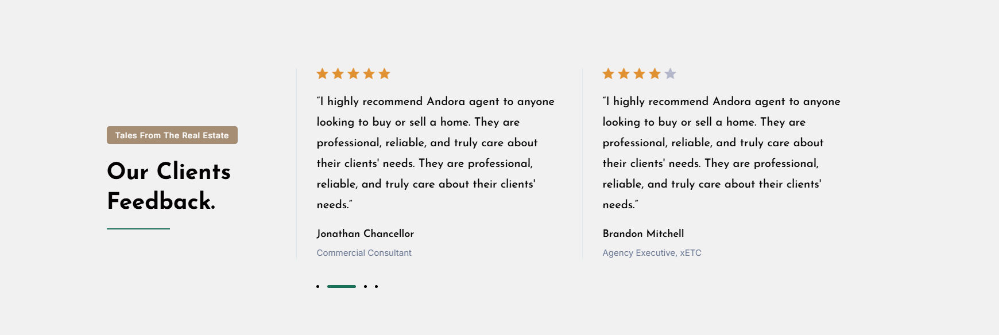 Tales From The Real Estate
Our Clients
Feedback.
“I highly recommend Andora agent to anyone
looking to buy or sell a home. They are
professional, reliable, and truly care about
their clients' needs. They are professional,
reliable, and truly care about their clients'
needs.”
Jonathan Chancellor
Commercial Consultant
“I highly recommend Andora agent to anyone
looking to buy or sell a home. They are
professional, reliable, and truly care about
their clients' needs. They are professional,
reliable, and truly care about their clients'
needs.”
Brandon Mitchell
Agency Executive, xETC